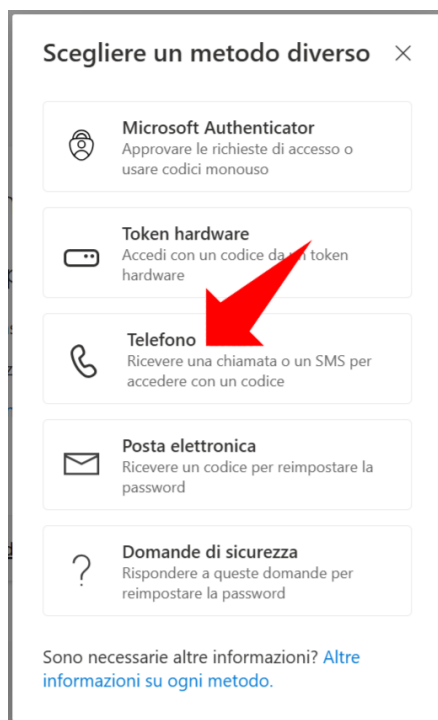 Scegliere un metodo diverso
Microsoft Authenticator
Approvare le richieste di accesso o
usare codici monouso
Token hardware
Accedi con un codice da un token
hardware
Telefono
Ricevere una chiamata o un SMS per
accedere con un codice
Posta elettronica
Ricevere un codice per reimpostare la
password
Domande di sicurezza
Rispondere a queste domande per
reimpostare la password
Sono necessarie altre informazioni? Altre
informazioni su ogni metodo.